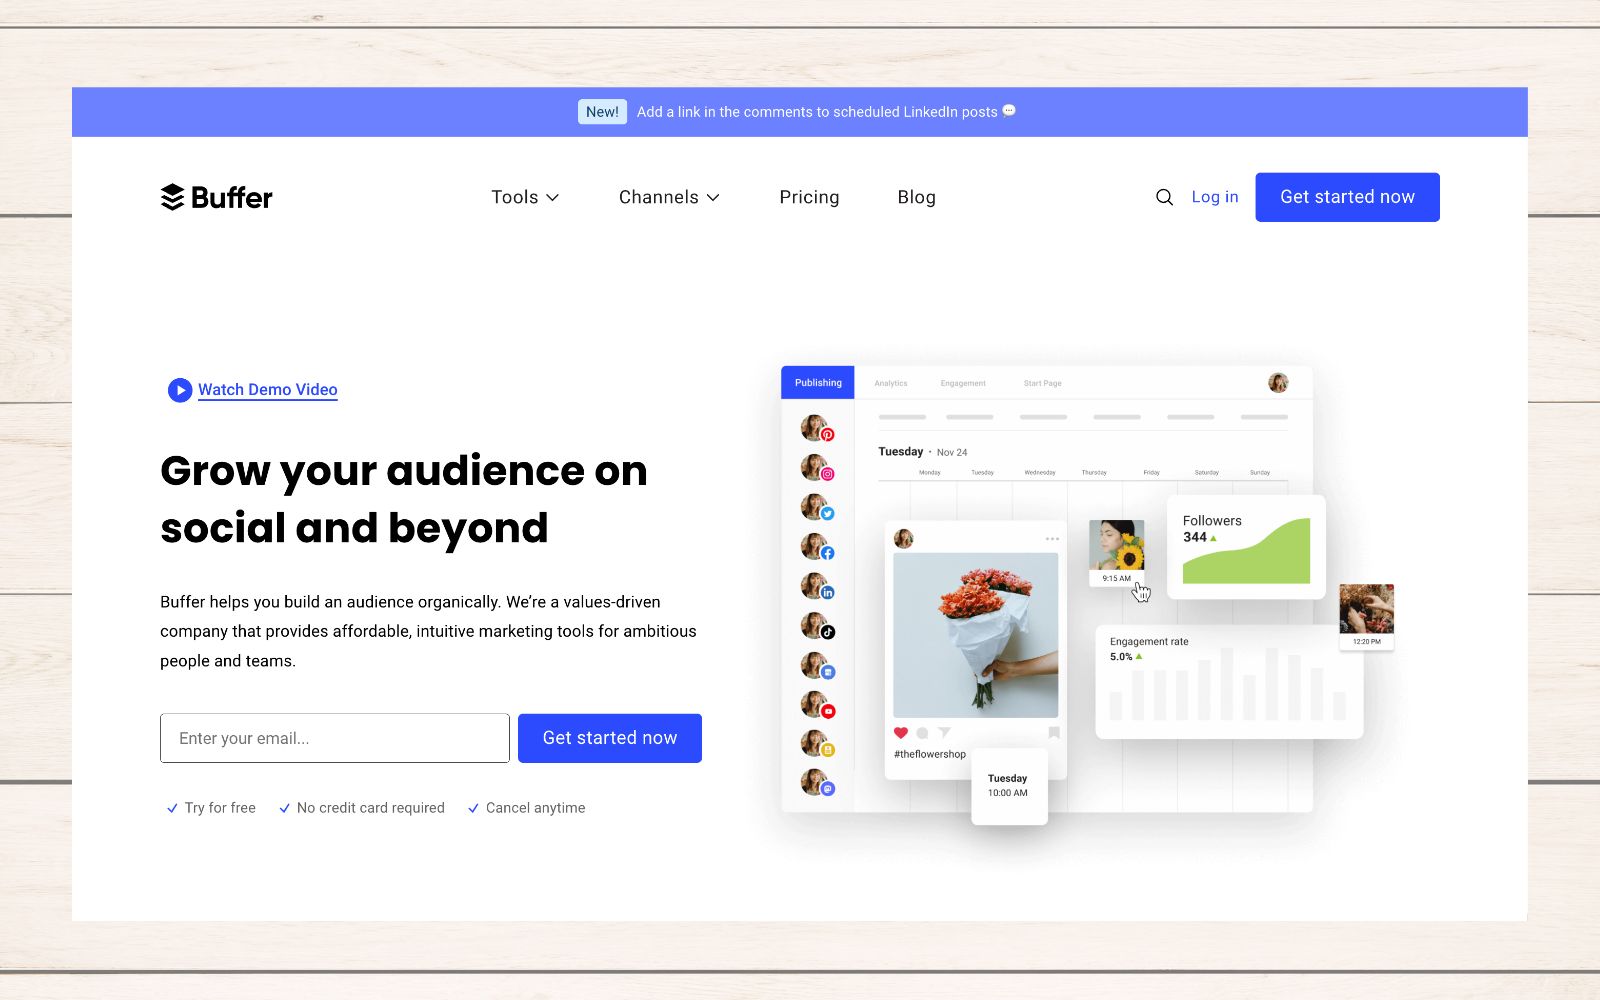 New! Add a link in the comments to scheduled LinkedIn posts 💬
Buffer Tools Channels Pricing Blog Log in Get started now
Watch Demo Video
Grow your audience on
social and beyond
Buffer helps you build an audience organically. We’re a values-driven
company that provides affordable, intuitive marketing tools for ambitious
people and teams.
Enter your email... Get started now
Try for free No credit card required Cancel anytime
Publishing Analytics Engagement Start Page
Tuesday · Nov 24
Monday Tuesday Wednesday Thursday Friday Saturday Sunday
#theflowershop
Tuesday
10:00 AM
9:15 AM
Followers
344
12:20 PM
Engagement rate
5.0%